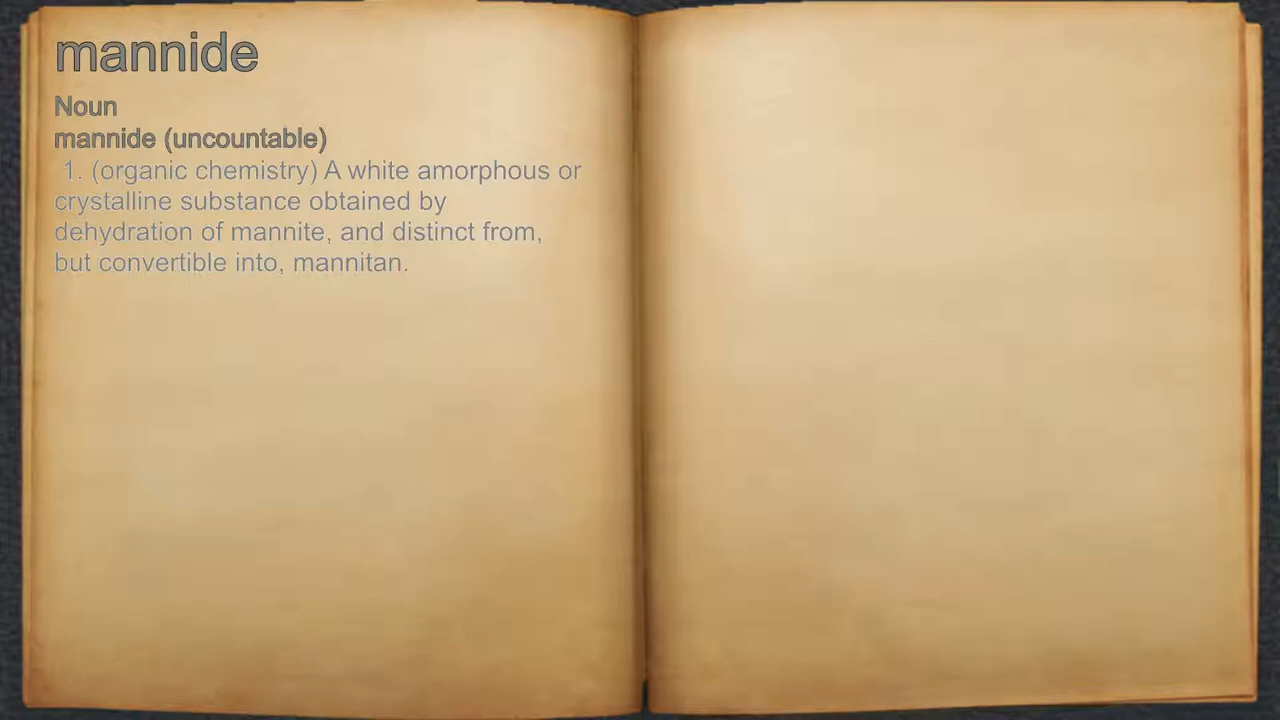 mannide
Noun
mannide (uncountable)
1. (organic chemistry) A white amorphous or
crystalline substance obtained by
dehydration of mannite, and distinct from,
but convertible into, mannitan.